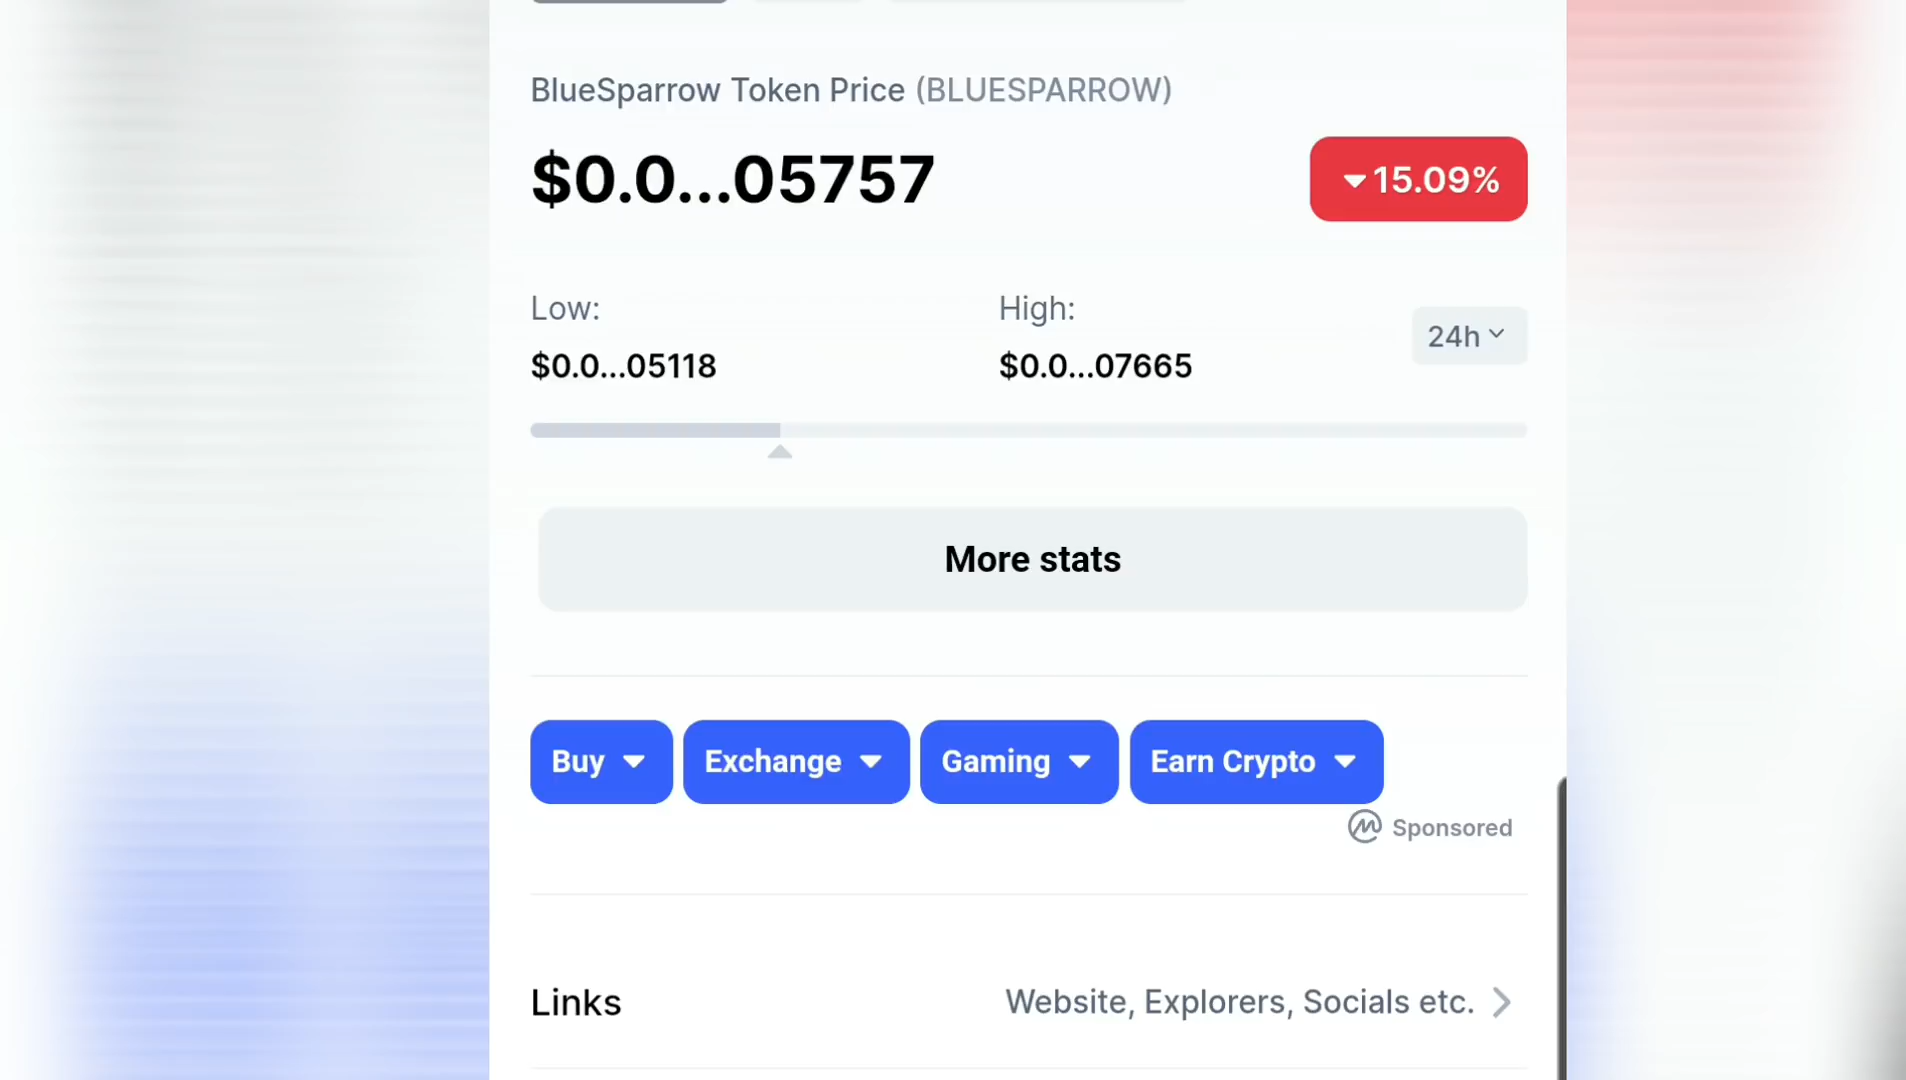 BlueSparrow Token Price (BLUESPARROW)
$0.0...05757
15.09%
Low:
High:
24h
$0.0...05118
$0.0...07665
More stats
Buy
Exchange
Gaming
Earn Crypto
Sponsored
Links
Website, Explorers, Socials etc.